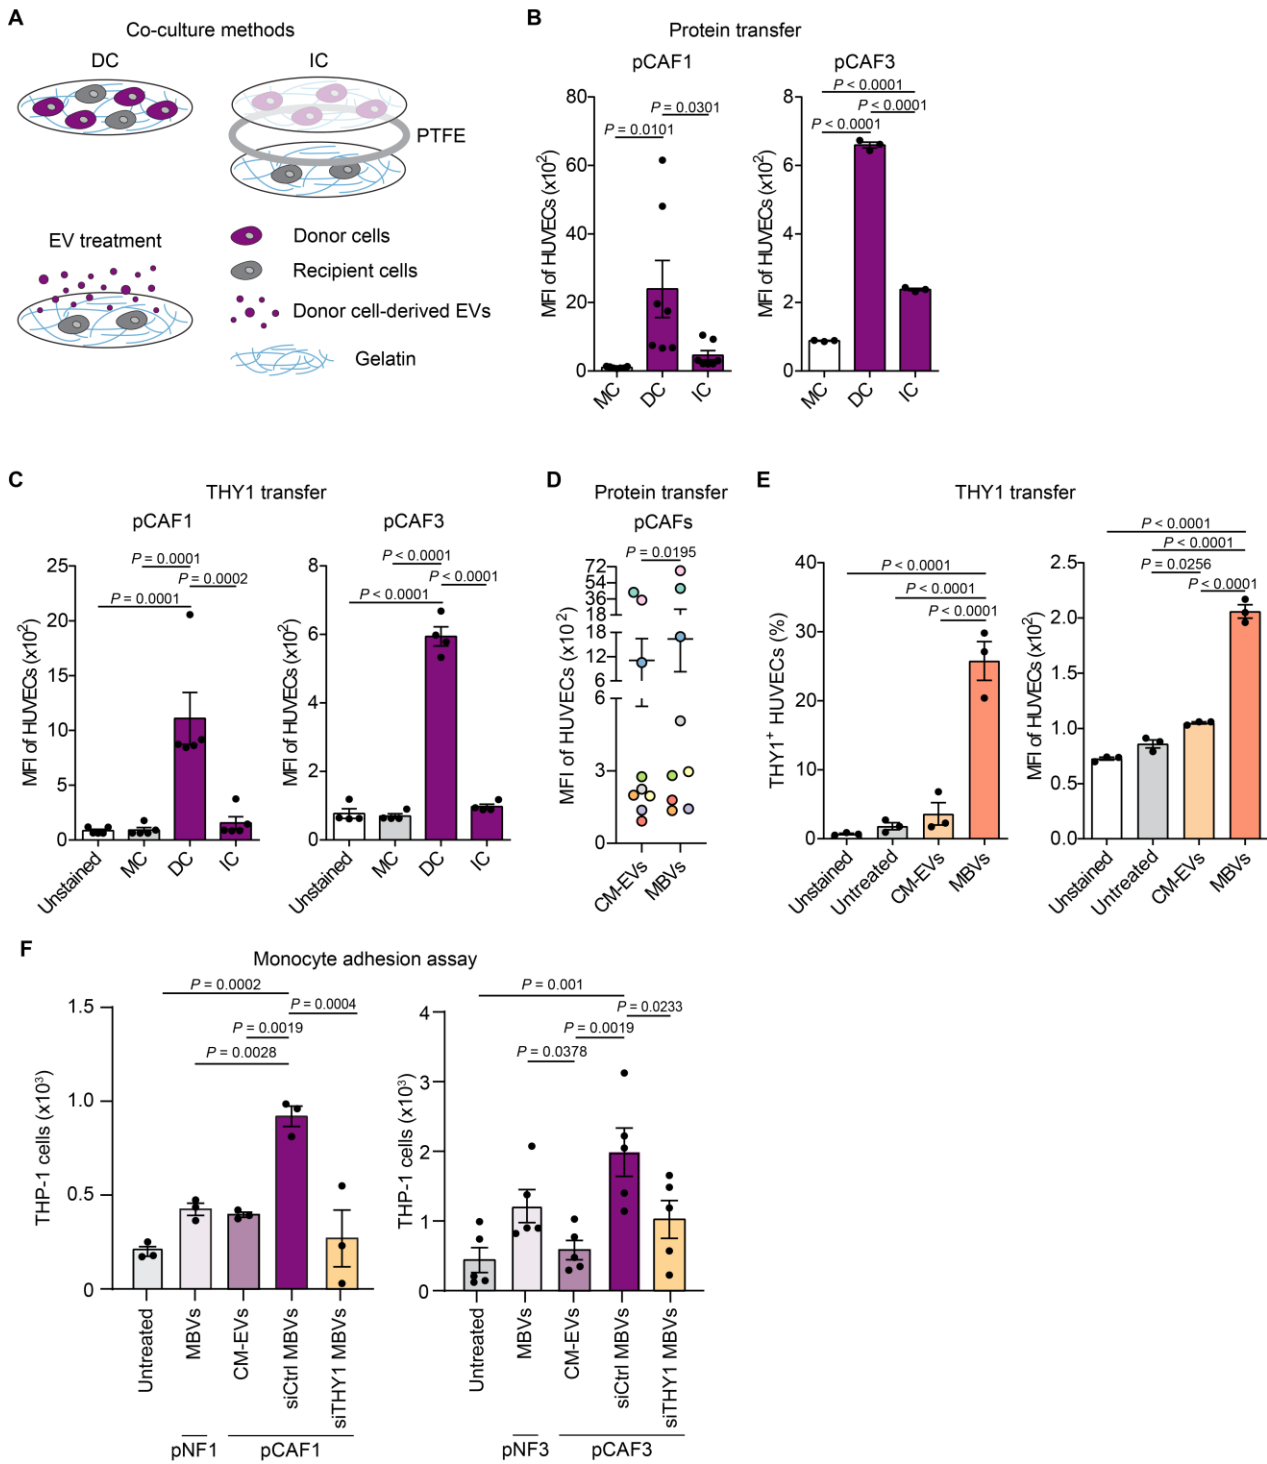 A
Co-culture methods
DC
IC
PTFE
EV treatment
Donor cells
Recipient cells
Donor cell-derived EVs
Gelatin
B
Protein transfer
pCAF1
MFI of HUVECs (x10²)
80
60
40
20
0
P = 0.0301
P = 0.0101
MC
DC
IC
pCAF3
MFI of HUVECs (x10²)
8
6
4
2
0
P < 0.0001
P < 0.0001
P < 0.0001
MC
DC
IC
C
THY1 transfer
pCAF1
MFI of HUVECs (x10²)
25
20
15
10
5
0
P = 0.0001
P = 0.0002
P = 0.0001
Unstained
MC
DC
IC
pCAF3
MFI of HUVECs (x10²)
8
6
4
2
0
P < 0.0001
P < 0.0001
P < 0.0001
Unstained
MC
DC
IC
D
Protein transfer
pCAFs
P = 0.0195
MFI of HUVECs (x10²)
72
54
36
18
18
12
6
6
3
0
CM-EVs
MBVs
E
THY1 transfer
THY1⁺ HUVECs (%)
40
30
20
10
0
P < 0.0001
P < 0.0001
P < 0.0001
Unstained
Untreated
CM-EVs
MBVs
MFI of HUVECs (x10²)
2.5
2.0
1.0
0.5
0.0
P < 0.0001
P < 0.0001
P = 0.0256
P < 0.0001
Unstained
Untreated
CM-EVs
MBVs
F
Monocyte adhesion assay
THP-1 cells (x10³)
1.5
1.0
0.5
0
P = 0.0002
P = 0.0004
P = 0.0019
P = 0.0028
Untreated
MBVs
CM-EVs
siCtrl MBVs
siTHY1 MBVs
pNF1
pCAF1
THP-1 cells (x10³)
4
3
2
1
0
P = 0.001
P = 0.0233
P = 0.0019
P = 0.0378
Untreated
MBVs
CM-EVs
siCtrl MBVs
siTHY1 MBVs
pNF3
pCAF3